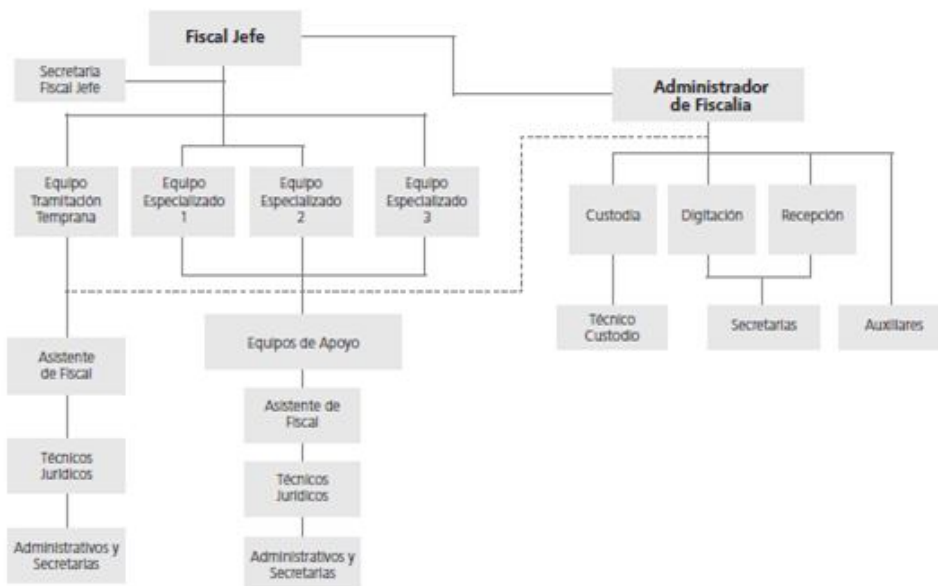 Fiscal Jefe
Secretaria
Fiscal Jefe
Administrador
de Fiscalía
Equipo
Tramitación
Temprana
Equipo
Especializado
1
Equipo
Especializado
2
Equipo
Especializado
3
Custodia
Digitación
Recepción
Equipos de Apoyo
Técnico
Custodio
Secretarias
Auxiliares
Asistente
de Fiscal
Asistente de
Fiscal
Técnicos
Jurídicos
Técnicos
Jurídicos
Administrativos y
Secretarias
Administrativos y
Secretarias